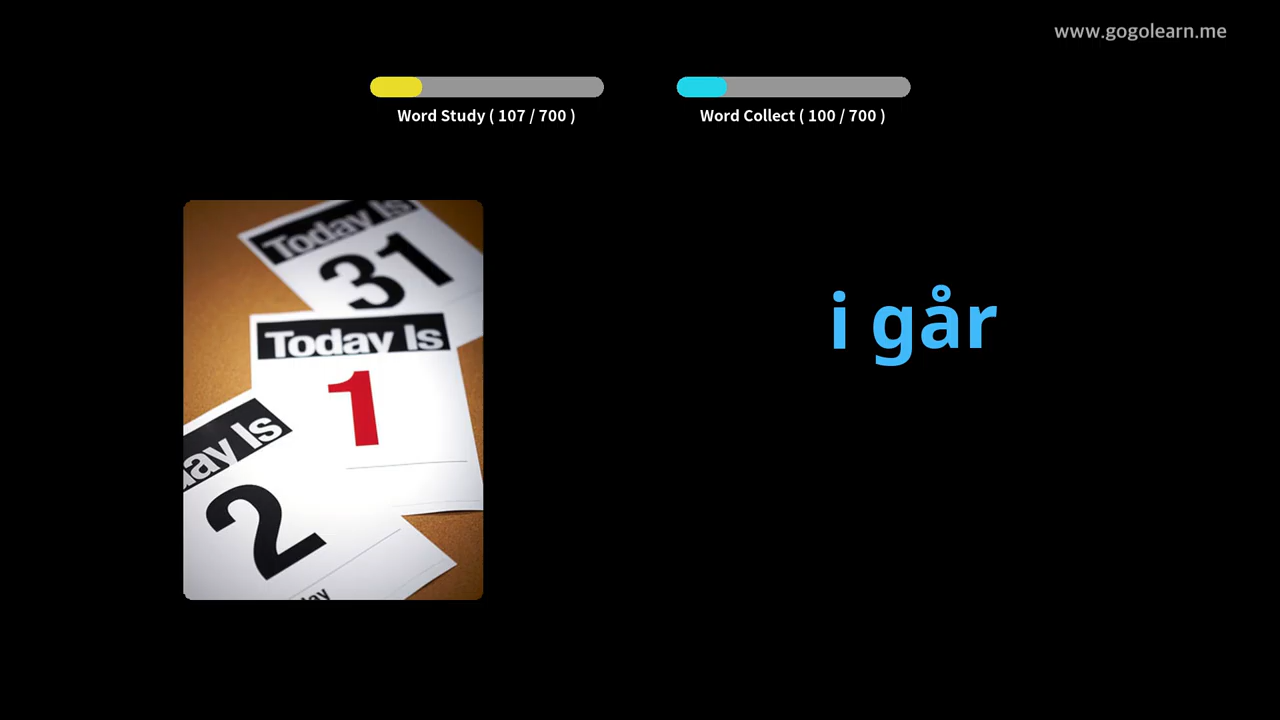 www.gogolearn.me
Word Study ( 107 / 700 )
Word Collect ( 100 / 700 )
Today Is
31
Today Is
1
ay Is
2
i går